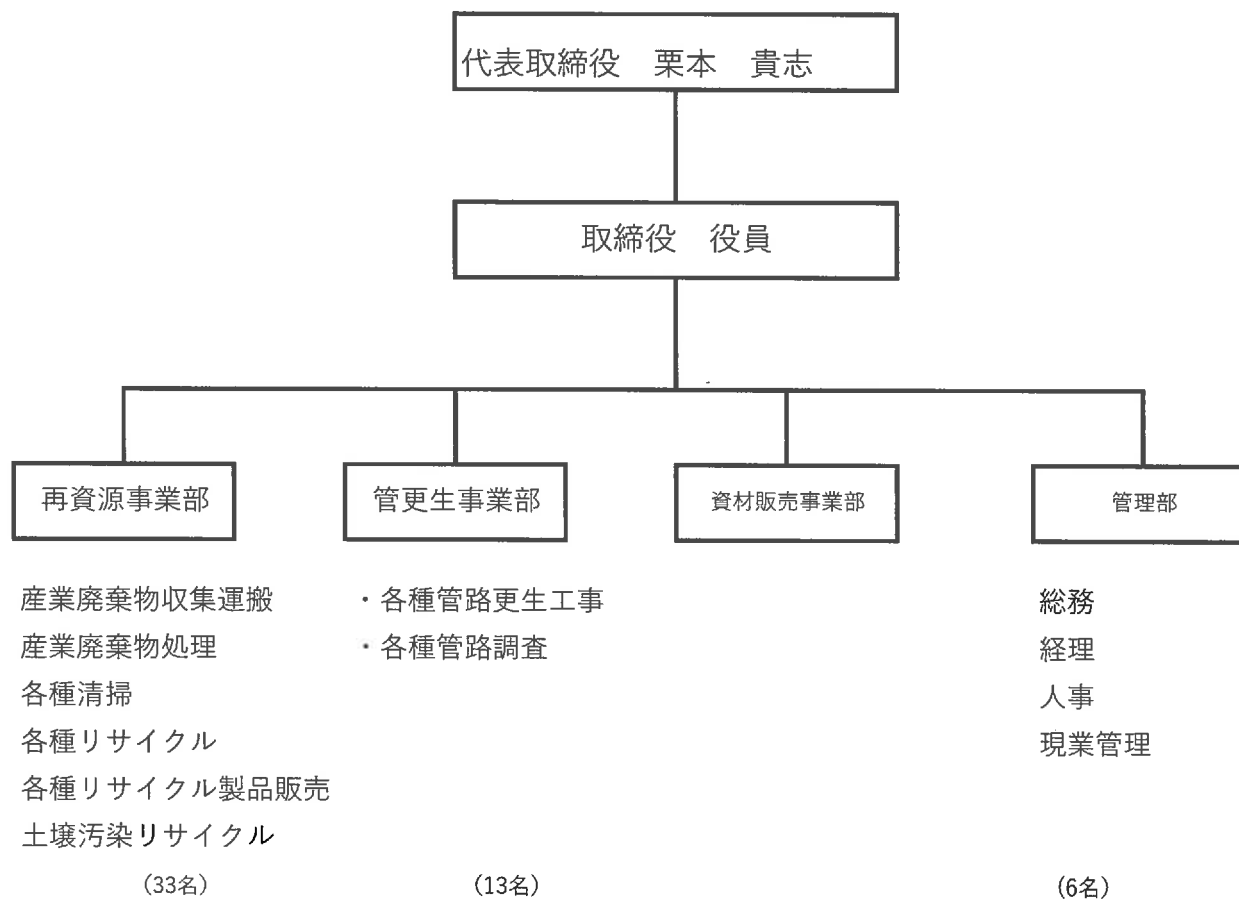 代表取締役　栗本　貴志
取締役　役員
再資源事業部
管更生事業部
資材販売事業部
管理部
産業廃棄物収集運搬
産業廃棄物処理
各種清掃
各種リサイクル
各種リサイクル製品販売
土壌汚染リサイクル
（33名）
・各種管路更生工事
・各種管路調査
（13名）
総務
経理
人事
現業管理
（6名）